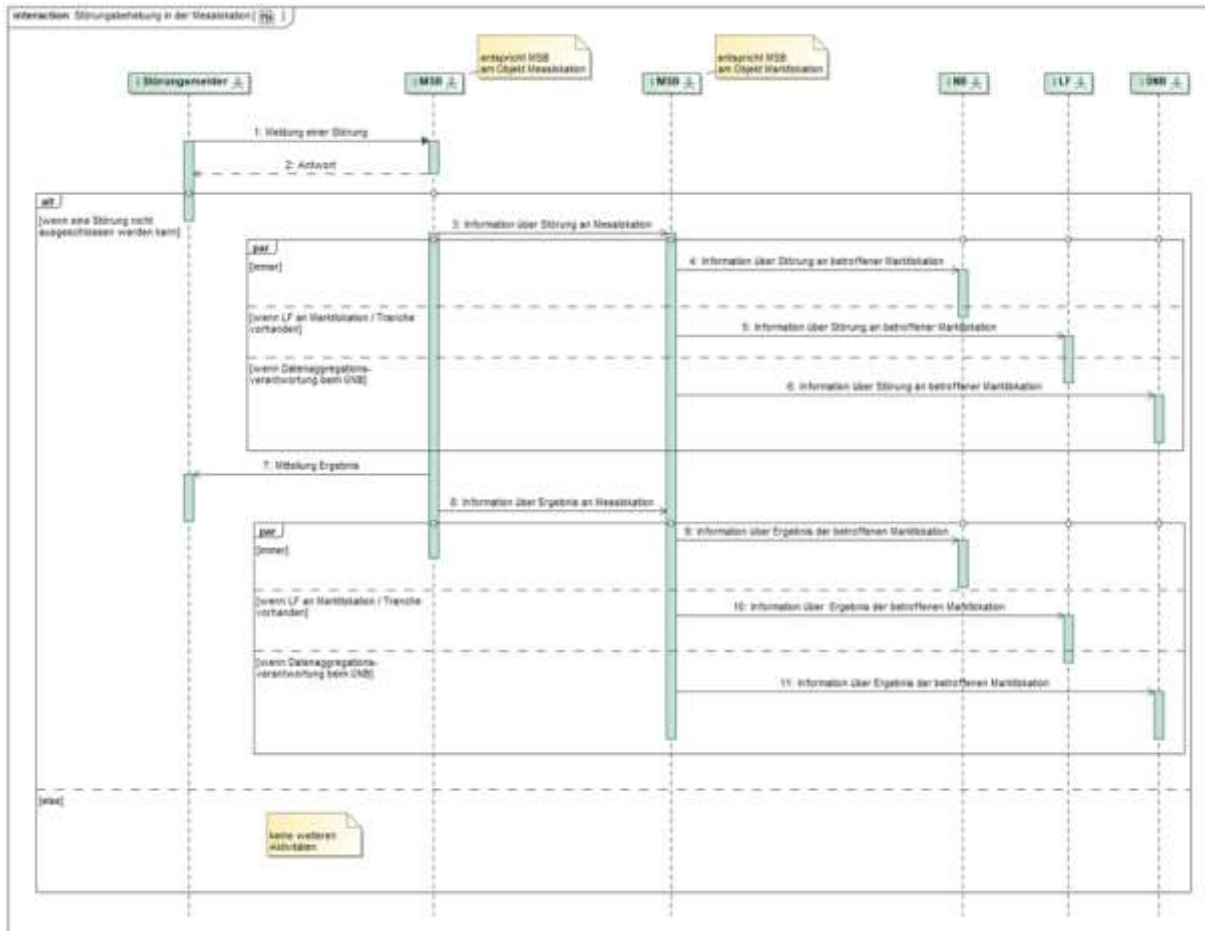 interaction Störungsbehebung in der Messlokation [
entspricht MSB
am Objekt Messlokation
entspricht MSB
am Objekt Marktlokation
: Störungsmelder
: MSB
: MSB
: NB
: LF
: ÜNB
1: Meldung einer Störung
2: Antwort
alt
[wenn eine Störung nicht
ausgeschlossen werden kann]
3: Information über Störung an Messlokation
par
[immer]
4: Information über Störung an betroffener Marktlokation
[wenn LF an Marktlokation / Tranche
vorhanden]
5: Information über Störung an betroffener Marktlokation
[wenn Datenaggregations-
verantwortung beim ÜNB]
6: Information über Störung an betroffener Marktlokation
7: Mitteilung Ergebnis
8: Information über Ergebnis an Messlokation
par
[immer]
9: Information über Ergebnis der betroffenen Marktlokation
[wenn LF an Marktlokation / Tranche
vorhanden]
10: Information über Ergebnis der betroffenen Marktlokation
[wenn Datenaggregations-
verantwortung beim ÜNB]
11: Information über Ergebnis der betroffenen Marktlokation
[else]
keine weiteren
Aktivitäten